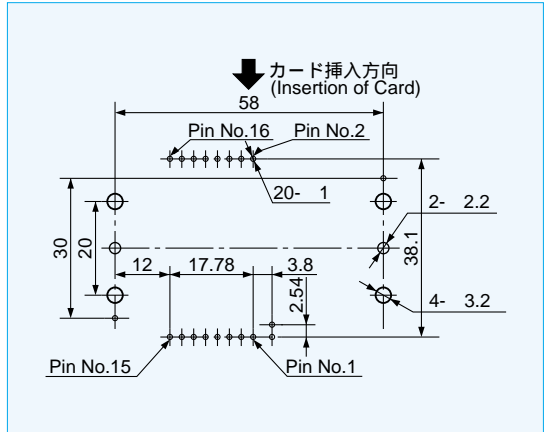 カード挿入方向
(Insertion of Card)
58
Pin No.16
Pin No.2
20- 1
2- 2.2
30
20
38.1
12
17.78
3.8
2.54
4- 3.2
Pin No.15
Pin No.1